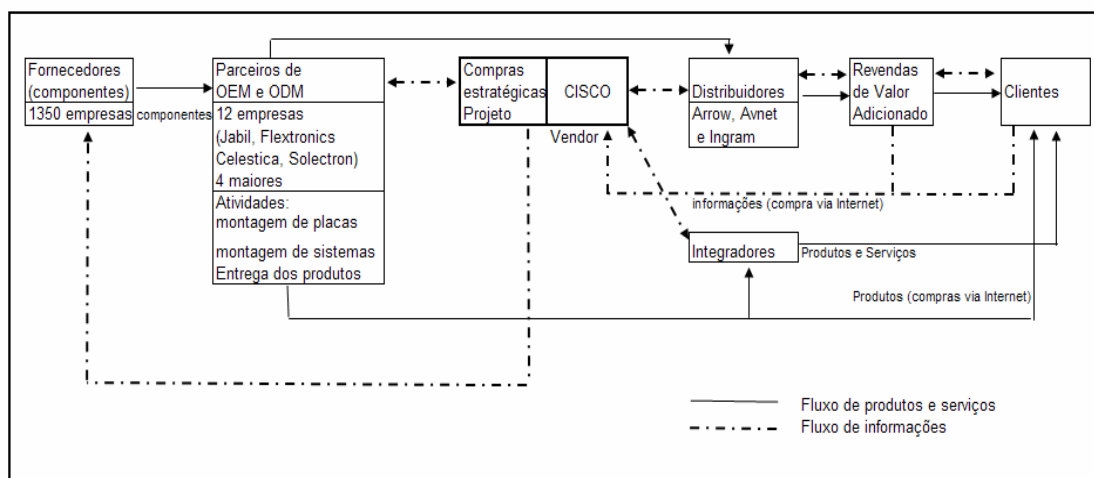 Fornecedores
(componentes)
1350 empresas
componentes
Parceiros de
OEM e ODM
12 empresas
(Jabil, Flextronics
Celestica, Solectron)
4 maiores
Atividades:
montagem de placas
montagem de sistemas
Entrega dos produtos
Compras
estratégicas
Projeto
CISCO
Vendor
Distribuidores
Arrow, Avnet
e Ingram
Revendas
de Valor
Adicionado
Clientes
informações (compra via Internet)
Integradores
Produtos e Serviços
Produtos (compras via Internet)
Fluxo de produtos e serviços
Fluxo de informações